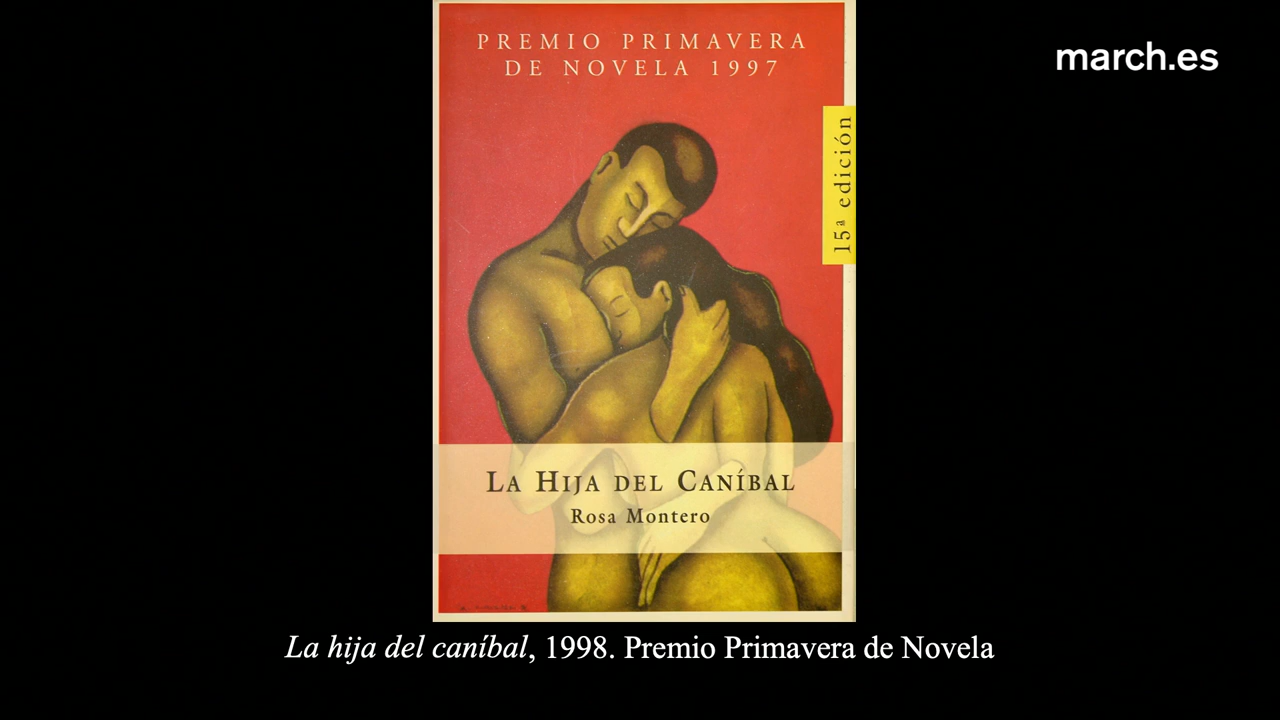 PREMIO PRIMAVERA
DE NOVELA 1997
march.es
15ª edición
LA HIJA DEL CANÍBAL
Rosa Montero
La hija del caníbal, 1998. Premio Primavera de Novela